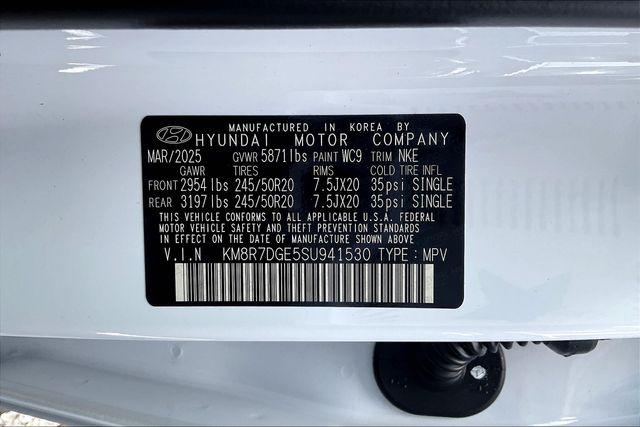 MANUFACTURED IN KOREA BY
HYUNDAI MOTOR COMPANY
MAR/2025 GVWR 5871lbs PAINT WC9 TRIM NKE
GAWR TIRES RIMS COLD TIRE INFL
FRONT 2954 lbs 245/50R20 7.5JX20 35psi SINGLE
REAR 3197 lbs 245/50R20 7.5JX20 35psi SINGLE
THIS VEHICLE CONFORMS TO ALL APPLICABLE U.S.A. FEDERAL
MOTOR VEHICLE SAFETY AND THEFT PREVENTION STANDARDS
IN EFFECT ON THE DATE OF MANUFACTURE SHOWN ABOVE.
V.I.N KM8R7DGE5SU941530 TYPE : MPV